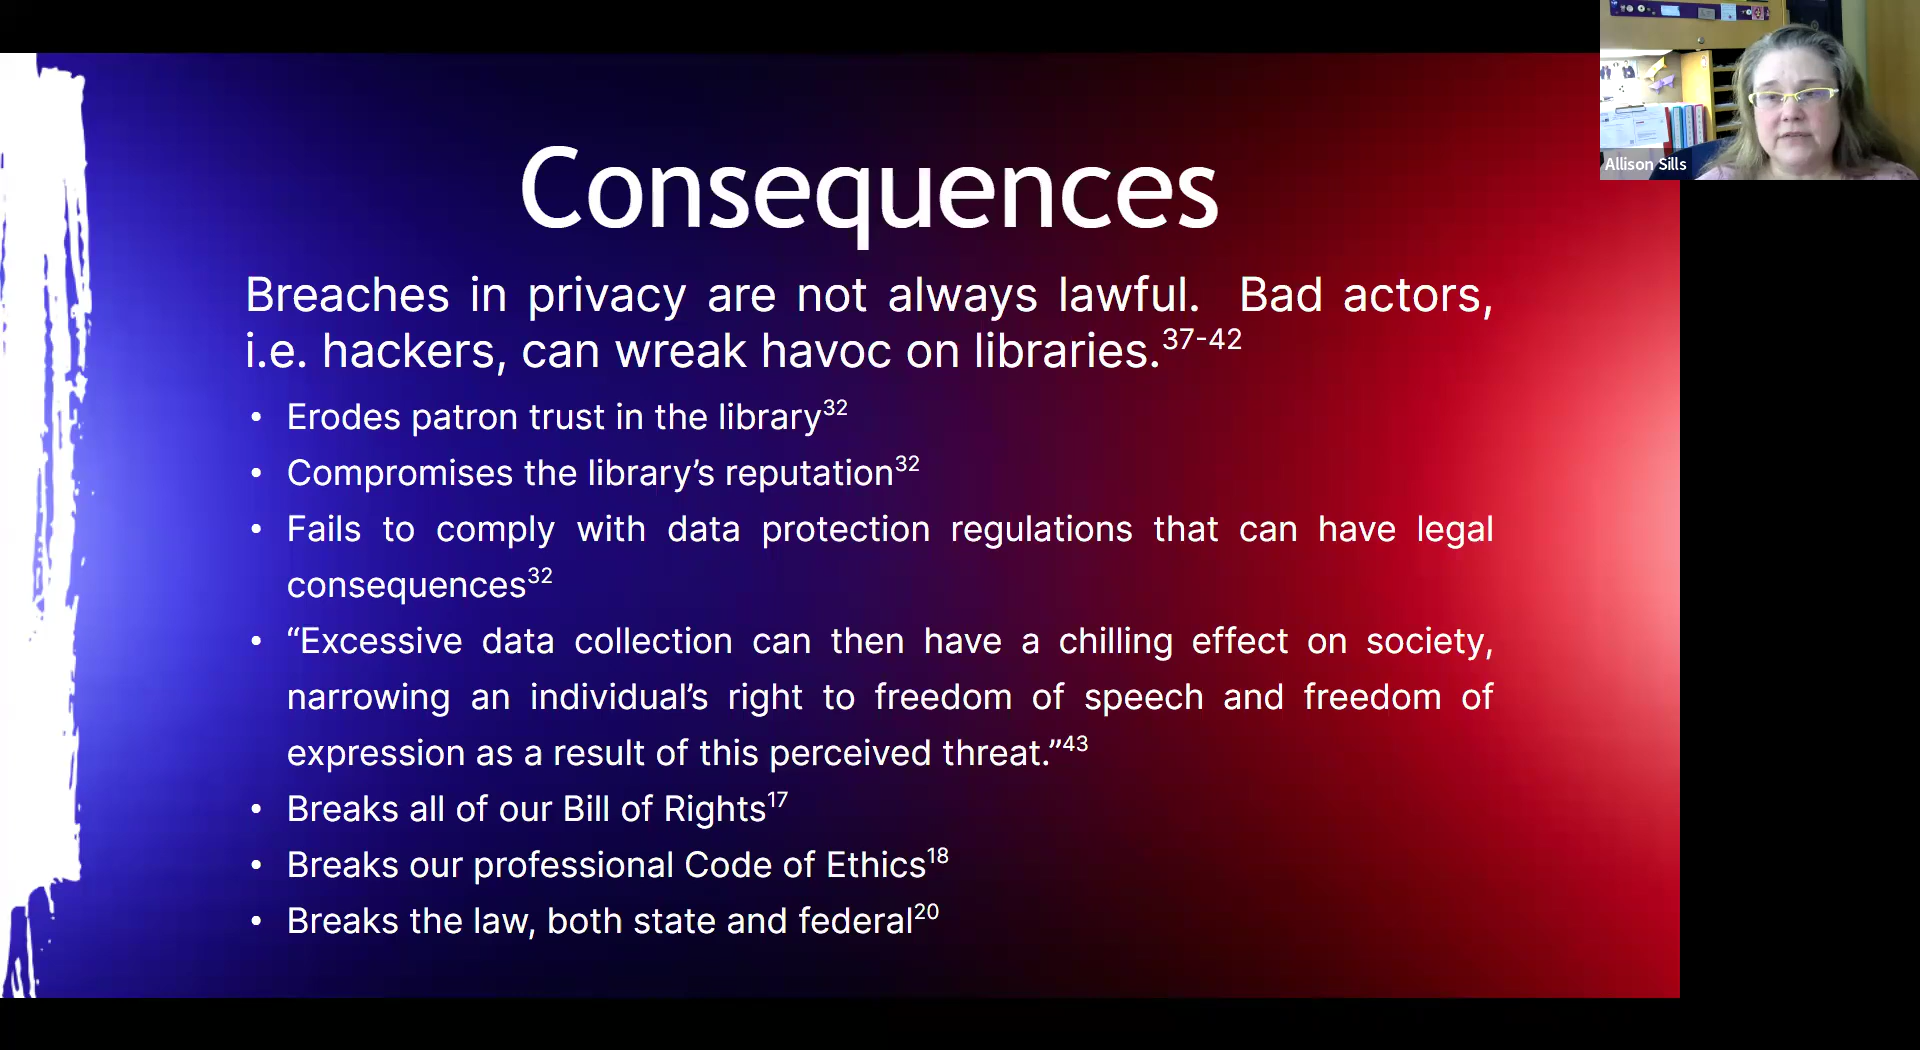 Consequences
Breaches in privacy are not always lawful.  Bad actors,
i.e. hackers, can wreak havoc on libraries.37-42
• Erodes patron trust in the library32
• Compromises the library’s reputation32
• Fails to comply with data protection regulations that can have legal
consequences32
• “Excessive data collection can then have a chilling effect on society,
narrowing an individual’s right to freedom of speech and freedom of
expression as a result of this perceived threat.”43
• Breaks all of our Bill of Rights17
• Breaks our professional Code of Ethics18
• Breaks the law, both state and federal20
Allison Sills